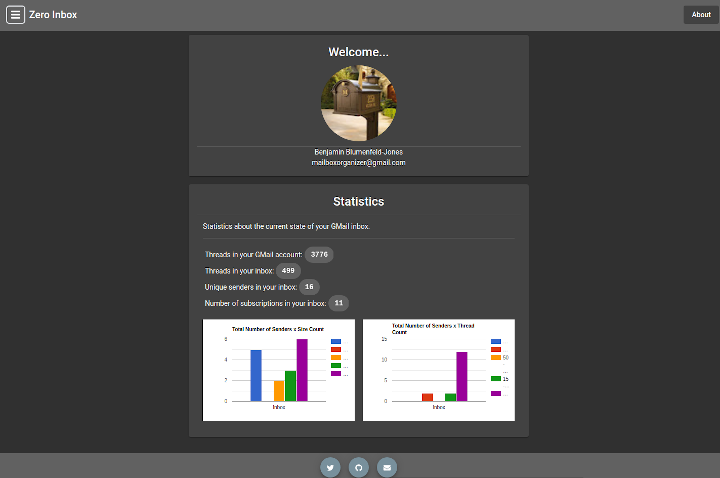 Zero Inbox
About
Welcome...
Benjamin Blumenfeld-Jones
mailboxorganizer@gmail.com
Statistics
Statistics about the current state of your GMail inbox.
Threads in your GMail account: 3776
Threads in your inbox: 499
Unique senders in your inbox: 16
Number of subscriptions in your inbox: 11
Total Number of Senders x Size Count
6
4
2
0
Inbox
...
...
...
Total Number of Senders x Thread
Count
15
10
5
0
Inbox
50
...
15